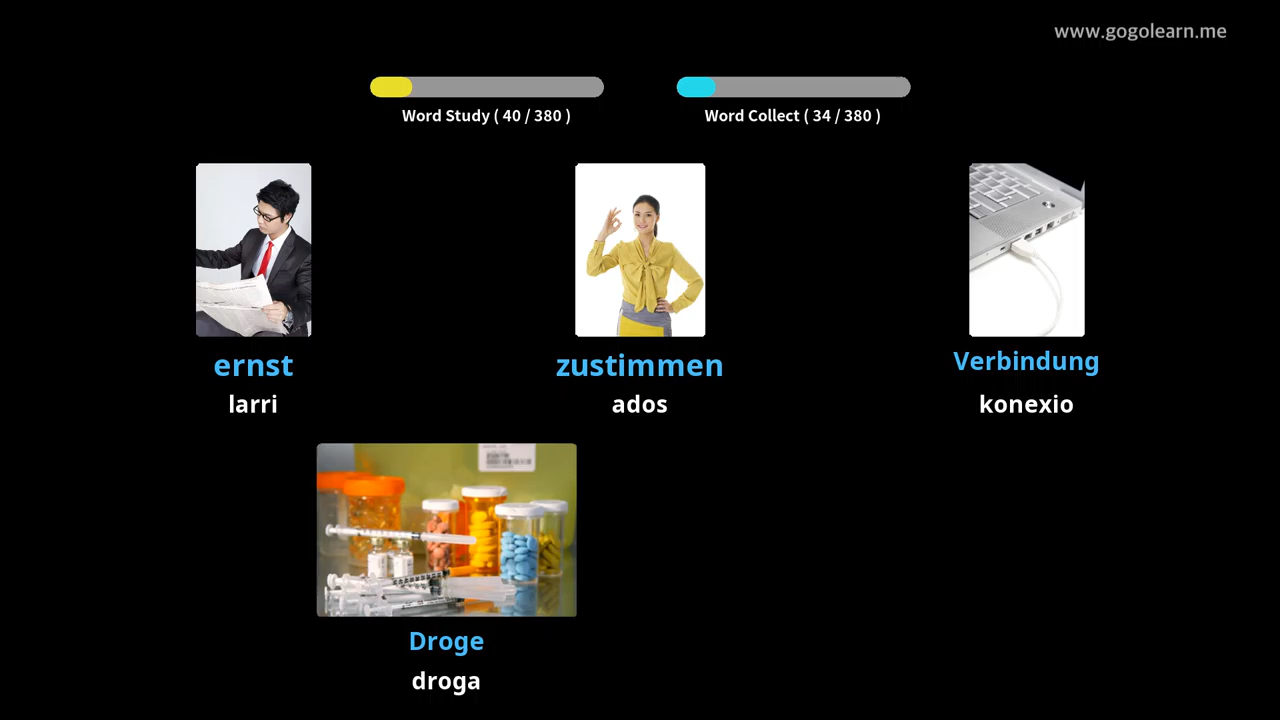 www.gogolearn.me
Word Study ( 40 / 380 )
Word Collect ( 34 / 380 )
ernst
larri
zustimmen
ados
Verbindung
konexio
Droge
droga